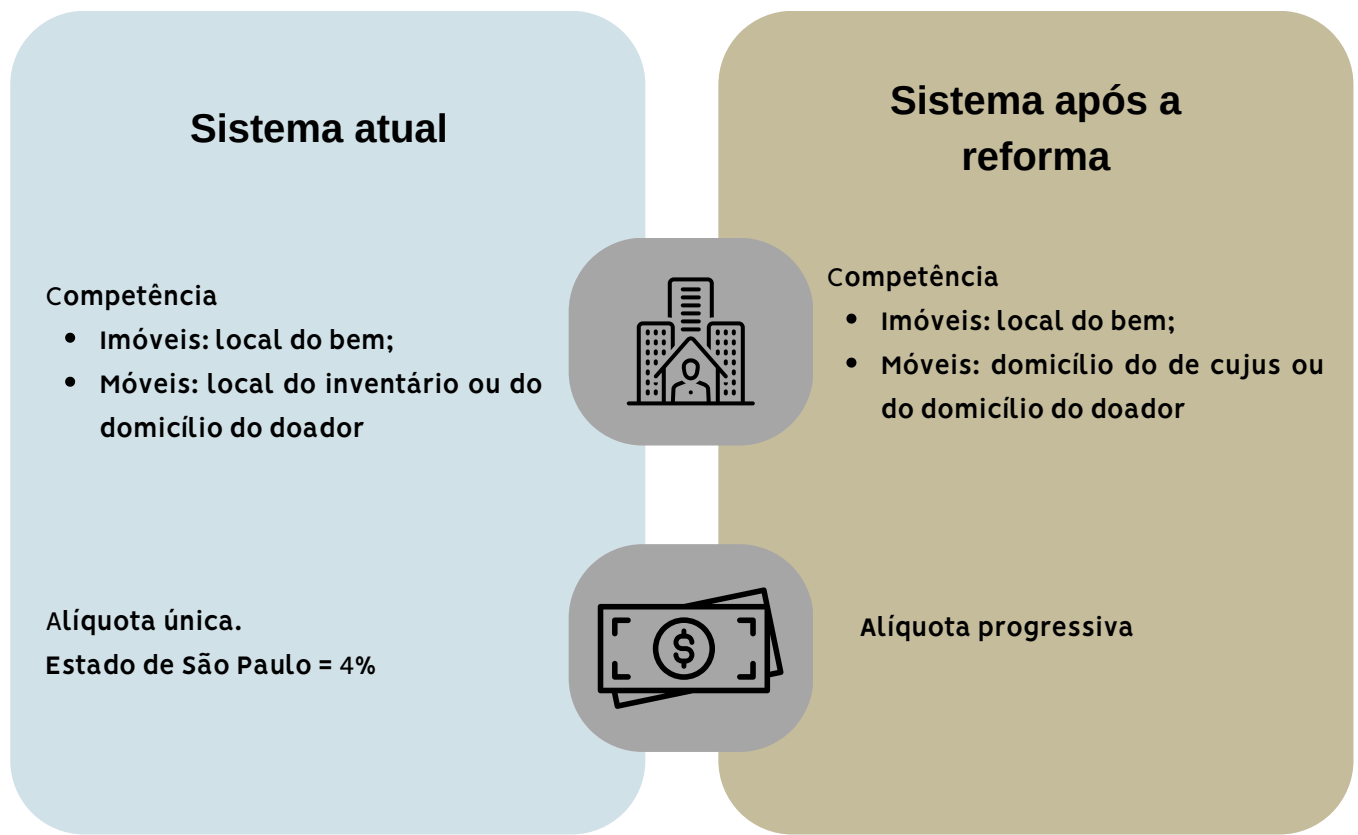 Sistema atual
Competência
• Imóveis: local do bem;
• Móveis: local do inventário ou do
domicílio do doador
Alíquota única.
Estado de São Paulo = 4%
Sistema após a
reforma
Competência
• Imóveis: local do bem;
• Móveis: domicílio do de cujus ou
do domicílio do doador
Alíquota progressiva
$